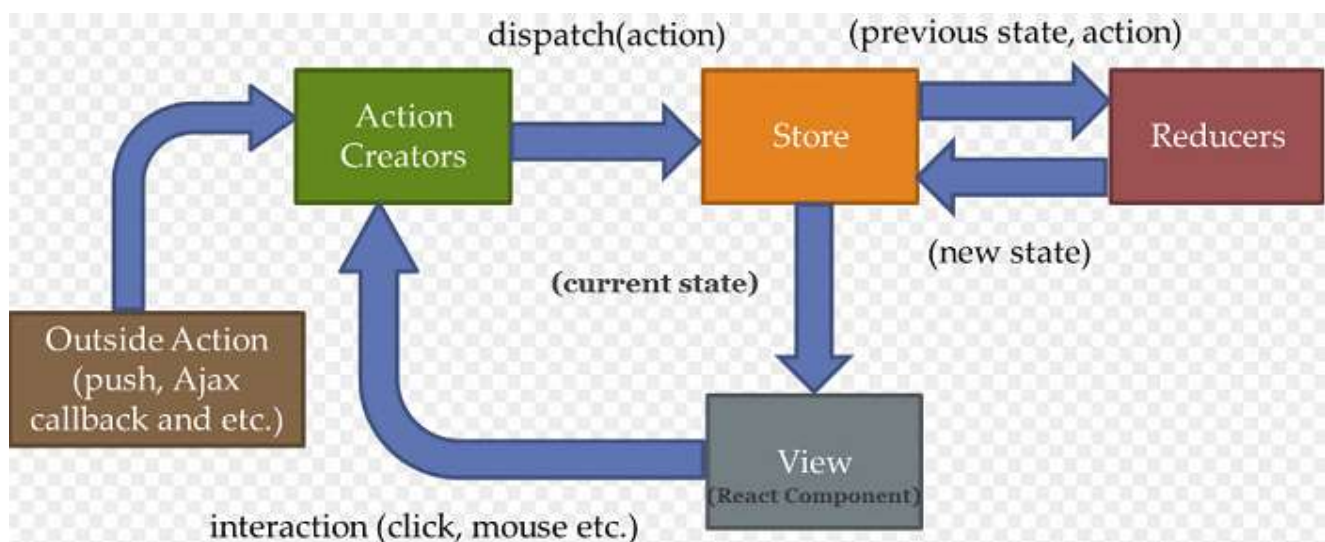 dispatch(action)
(previous state, action)
Action
Creators
Store
Reducers
(new state)
(current state)
Outside Action
(push, Ajax
callback and etc.)
View
(React Component)
interaction (click, mouse etc.)